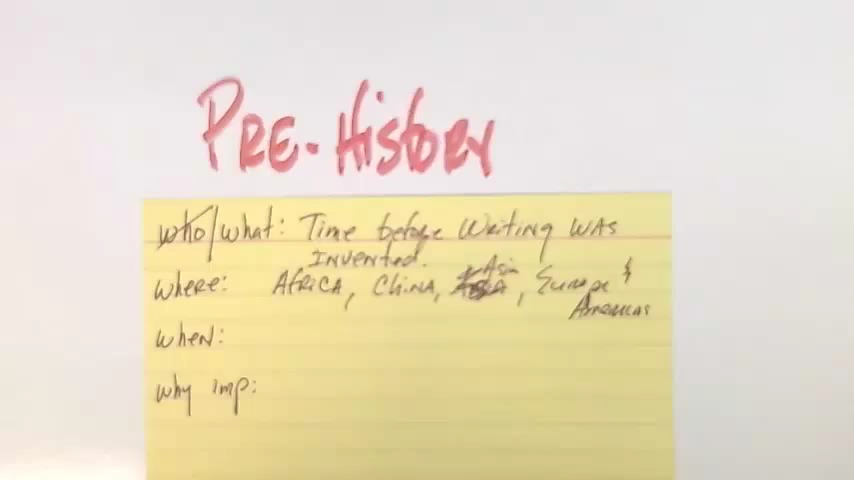 PRE-History
who/what: Time before Writing WAS
Invented.
where: AfRICA, CHINA, Asia, Europe &
Americas
when:
why imp: